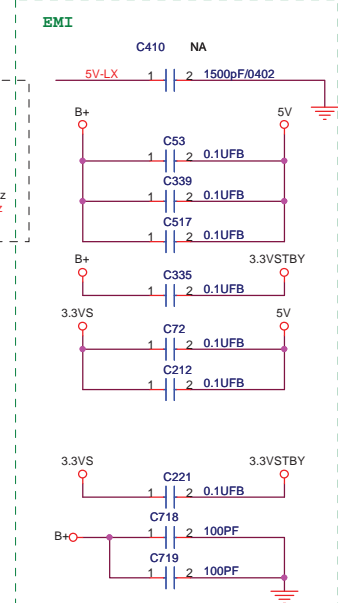 EMI
C410 NA
5V-LX 1 2 1500pF/0402
B+ 5V
C53
1 2 0.1UFB
C339
z
1 2 0.1UFB
z
C517
1 2 0.1UFB
B+ 3.3VSTBY
C335
1 2 0.1UFB
3.3VS 5V
C72
1 2 0.1UFB
C212
1 2 0.1UFB
3.3VS 3.3VSTBY
C221
1 2 0.1UFB
C718
B+ 1 2 100PF
C719
1 2 100PF